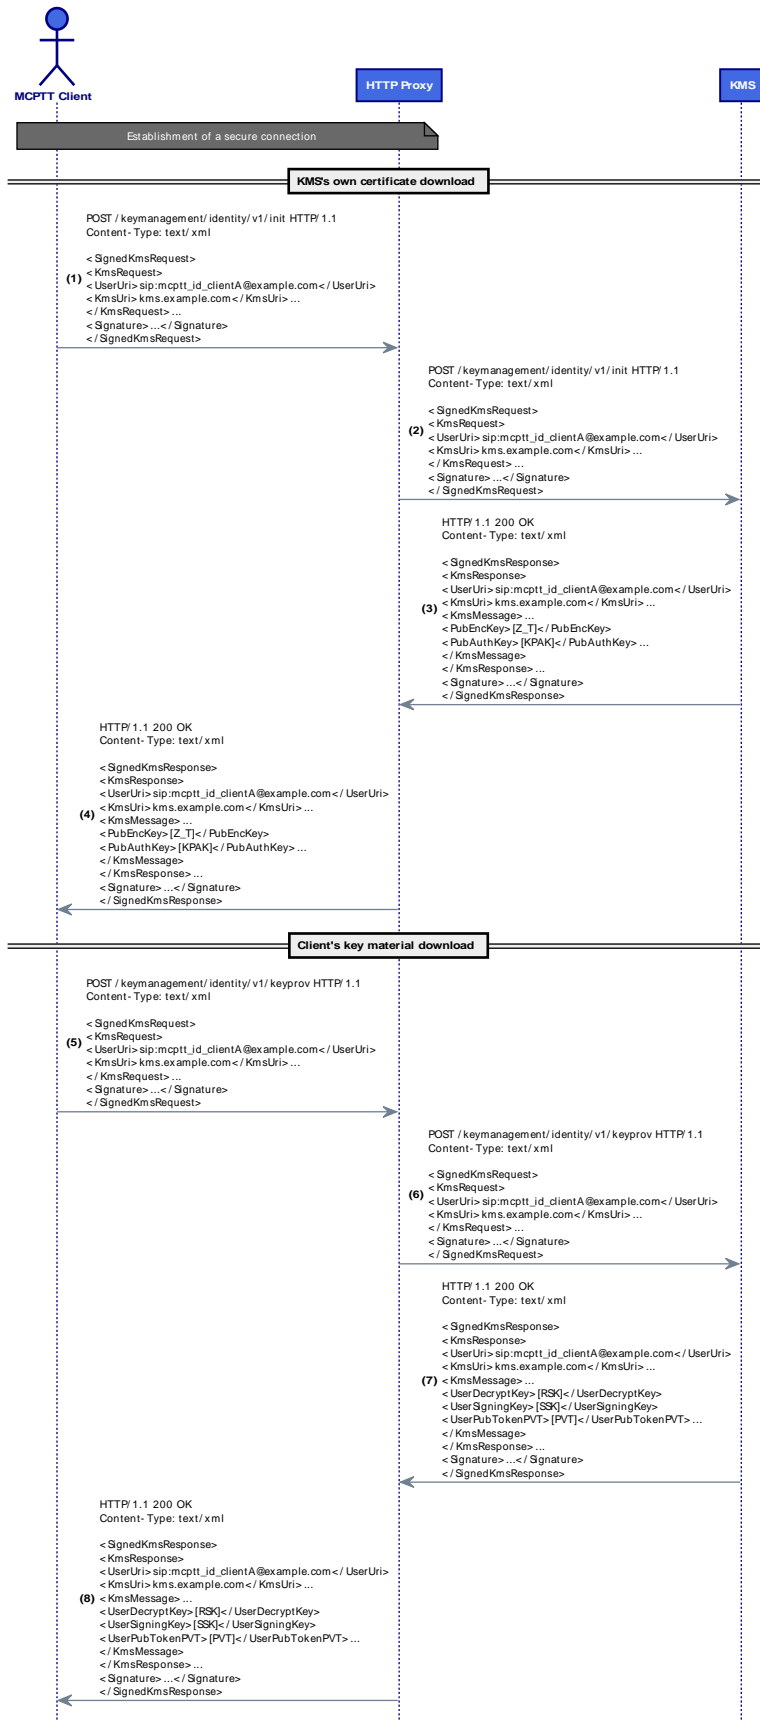 MCPTT Client
HTTP Proxy
KMS
Establishment of a secure connection
KMS's own certificate download
POST /keymanagement/identity/v1/init HTTP/1.1
Content-Type: text/xml
<SignedKmsRequest>
<KmsRequest>
(1)
<UserUri>sip:mcptt_id_clientA@example.com</UserUri>
<KmsUri>kms.example.com</KmsUri> ...
</KmsRequest> ...
<Signature> ...</Signature>
</SignedKmsRequest>
POST /keymanagement/identity/v1/init HTTP/1.1
Content-Type: text/xml
<SignedKmsRequest>
<KmsRequest>
(2)
<UserUri>sip:mcptt_id_clientA@example.com</UserUri>
<KmsUri>kms.example.com</KmsUri> ...
</KmsRequest> ...
<Signature> ...</Signature>
</SignedKmsRequest>
HTTP/1.1 200 OK
Content-Type: text/xml
<SignedKmsResponse>
<KmsResponse>
<UserUri>sip:mcptt_id_clientA@example.com</UserUri>
<KmsUri>kms.example.com</KmsUri> ...
(3)
<KmsMessage> ...
<PubEncKey>[Z_T]</PubEncKey>
<PubAuthKey>[KPAK]</PubAuthKey> ...
</KmsMessage>
</KmsResponse> ...
<Signature> ...</Signature>
</SignedKmsResponse>
HTTP/1.1 200 OK
Content-Type: text/xml
<SignedKmsResponse>
<KmsResponse>
<UserUri>sip:mcptt_id_clientA@example.com</UserUri>
<KmsUri>kms.example.com</KmsUri> ...
(4)
<KmsMessage> ...
<PubEncKey>[Z_T]</PubEncKey>
<PubAuthKey>[KPAK]</PubAuthKey> ...
</KmsMessage>
</KmsResponse> ...
<Signature> ...</Signature>
</SignedKmsResponse>
Client's key material download
POST /keymanagement/identity/v1/keyprov HTTP/1.1
Content-Type: text/xml
<SignedKmsRequest>
<KmsRequest>
(5)
<UserUri>sip:mcptt_id_clientA@example.com</UserUri>
<KmsUri>kms.example.com</KmsUri> ...
</KmsRequest> ...
<Signature> ...</Signature>
</SignedKmsRequest>
POST /keymanagement/identity/v1/keyprov HTTP/1.1
Content-Type: text/xml
<SignedKmsRequest>
<KmsRequest>
(6)
<UserUri>sip:mcptt_id_clientA@example.com</UserUri>
<KmsUri>kms.example.com</KmsUri> ...
</KmsRequest> ...
<Signature> ...</Signature>
</SignedKmsRequest>
HTTP/1.1 200 OK
Content-Type: text/xml
<SignedKmsResponse>
<KmsResponse>
<UserUri>sip:mcptt_id_clientA@example.com</UserUri>
<KmsUri>kms.example.com</KmsUri> ...
(7) <KmsMessage> ...
<UserDecryptKey>[RSK]</UserDecryptKey>
<UserSigningKey>[SSK]</UserSigningKey>
<UserPubTokenPVT>[PVT]</UserPubTokenPVT> ...
</KmsMessage>
</KmsResponse> ...
<Signature> ...</Signature>
</SignedKmsResponse>
HTTP/1.1 200 OK
Content-Type: text/xml
<SignedKmsResponse>
<KmsResponse>
<UserUri>sip:mcptt_id_clientA@example.com</UserUri>
<KmsUri>kms.example.com</KmsUri> ...
(8) <KmsMessage> ...
<UserDecryptKey>[RSK]</UserDecryptKey>
<UserSigningKey>[SSK]</UserSigningKey>
<UserPubTokenPVT>[PVT]</UserPubTokenPVT> ...
</KmsMessage>
</KmsResponse> ...
<Signature> ...</Signature>
</SignedKmsResponse>